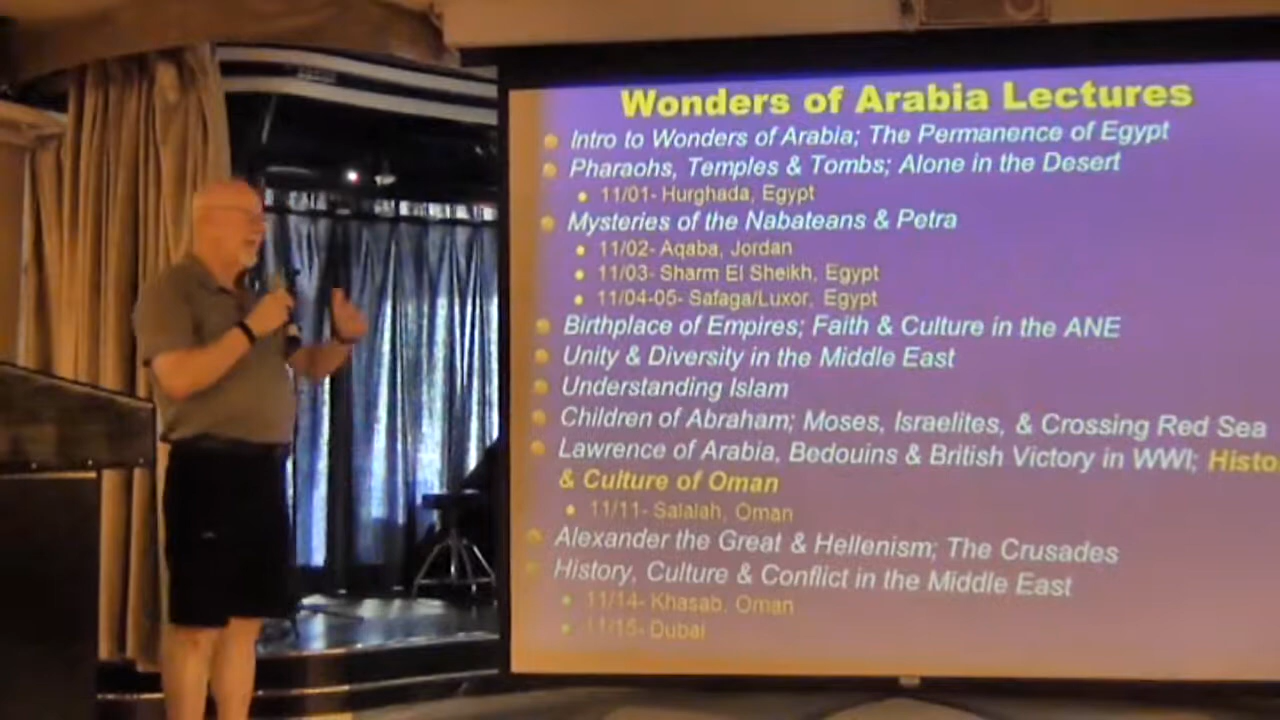 Wonders of Arabia Lectures
Intro to Wonders of Arabia; The Permanence of Egypt
Pharaohs, Temples & Tombs; Alone in the Desert
11/01- Hurghada, Egypt
Mysteries of the Nabateans & Petra
11/02- Aqaba, Jordan
11/03- Sharm El Sheikh, Egypt
11/04-05- Safaga/Luxor, Egypt
Birthplace of Empires; Faith & Culture in the ANE
Unity & Diversity in the Middle East
Understanding Islam
Children of Abraham; Moses, Israelites, & Crossing Red Sea
Lawrence of Arabia, Bedouins & British Victory in WWI; Histo
& Culture of Oman
11/11- Salalah, Oman
Alexander the Great & Hellenism; The Crusades
History, Culture & Conflict in the Middle East
11/14- Khasab, Oman
11/15- Dubai